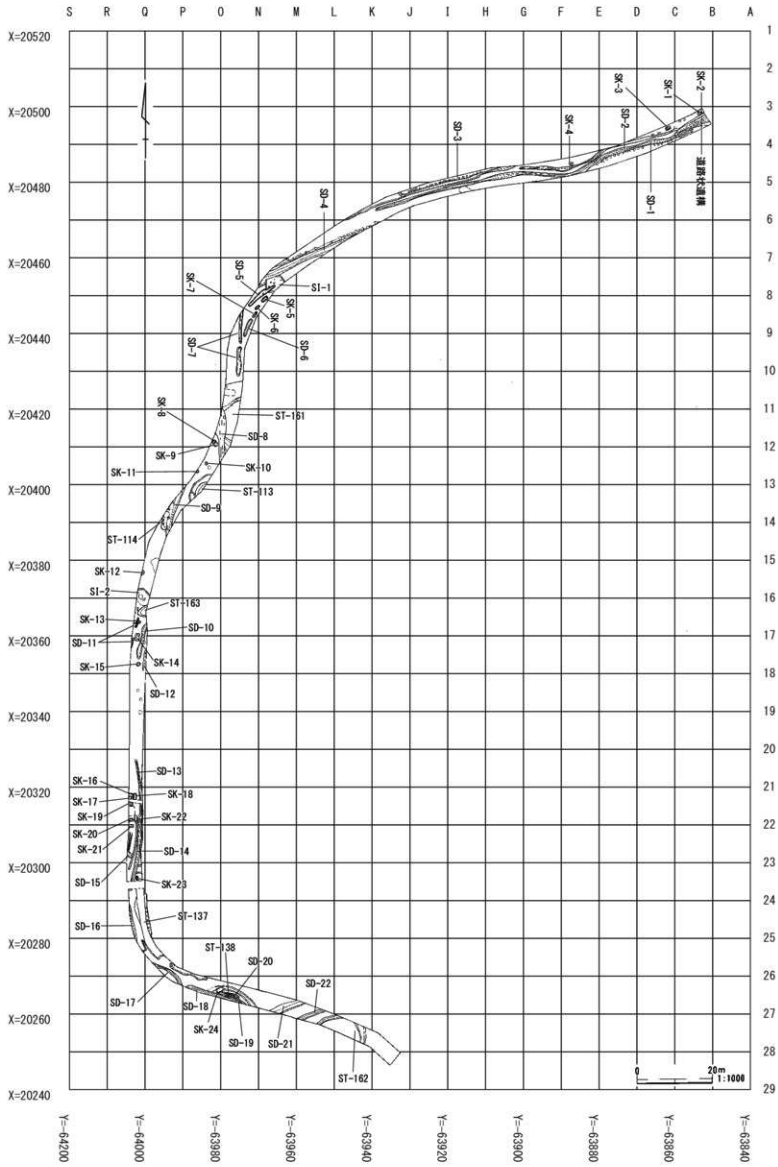 S R Q P O N M L K J I H G F E D C B A
X=20520
X=20500
X=20480
X=20460
X=20440
X=20420
X=20400
X=20380
X=20360
X=20340
X=20320
X=20300
X=20280
X=20260
X=20240
1
2
3
4
5
6
7
8
9
10
11
12
13
14
15
16
17
18
19
20
21
22
23
24
25
26
27
28
29
SK-2
SK-1
SK-3
SD-2
SK-4
SD-3
道路状遺構
SD-1
SD-4
SI-1
SD-5
SK-7
SK-5
SK-6
SD-6
SD-7
ST-161
SK-8
SD-8
SK-9
SK-10
SK-11
ST-113
SD-9
ST-114
SK-12
SI-2
ST-163
SK-13
SD-10
SD-11
SK-14
SK-15
SD-12
SD-13
SK-16
SK-18
SK-17
SK-19
SK-22
SK-20
SK-21
SD-14
SD-15
SK-23
ST-137
SD-16
ST-138
SD-20
SD-17
SD-22
SD-18
SK-24
SD-19
SD-21
ST-162
0 20m
1:1000
Y=-64200
Y=-64000
Y=-63980
Y=-63960
Y=-63940
Y=-63920
Y=-63900
Y=-63880
Y=-63860
Y=-63840